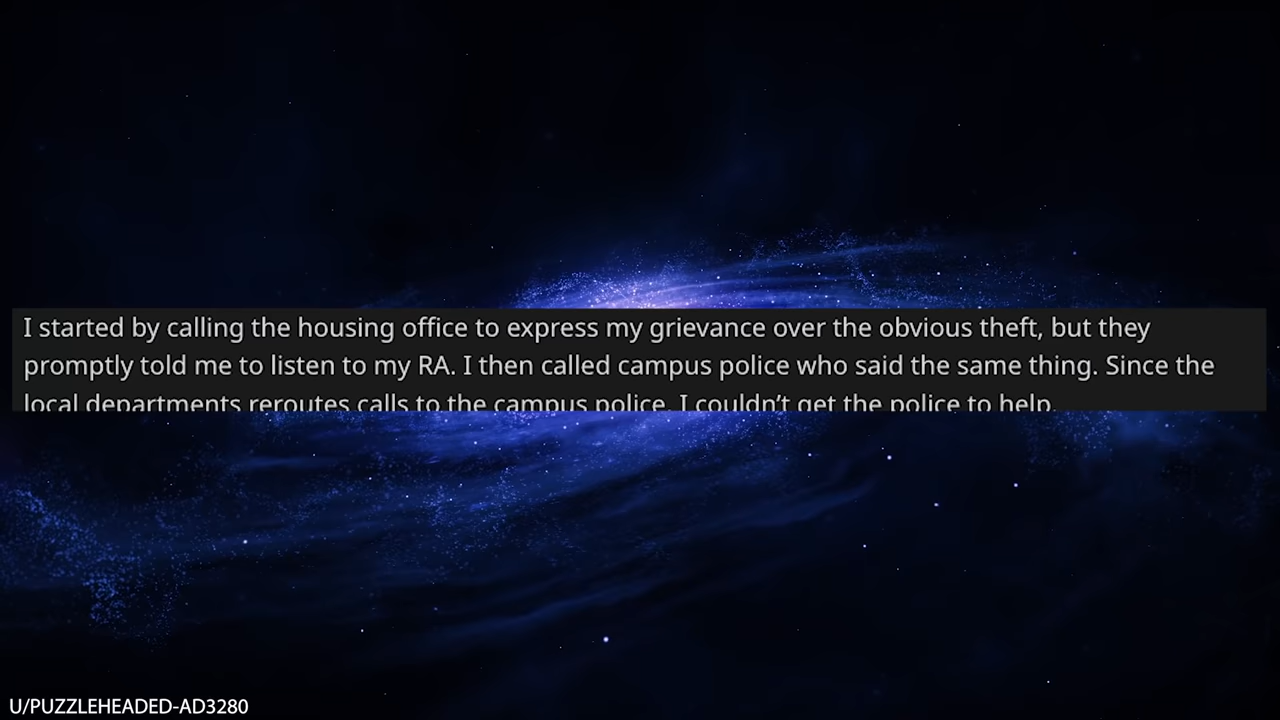 I started by calling the housing office to express my grievance over the obvious theft, but they
promptly told me to listen to my RA. I then called campus police who said the same thing. Since the
local departments reroutes calls to the campus police, I couldn't get the police to help.
U/PUZZLEHEADED-AD3280